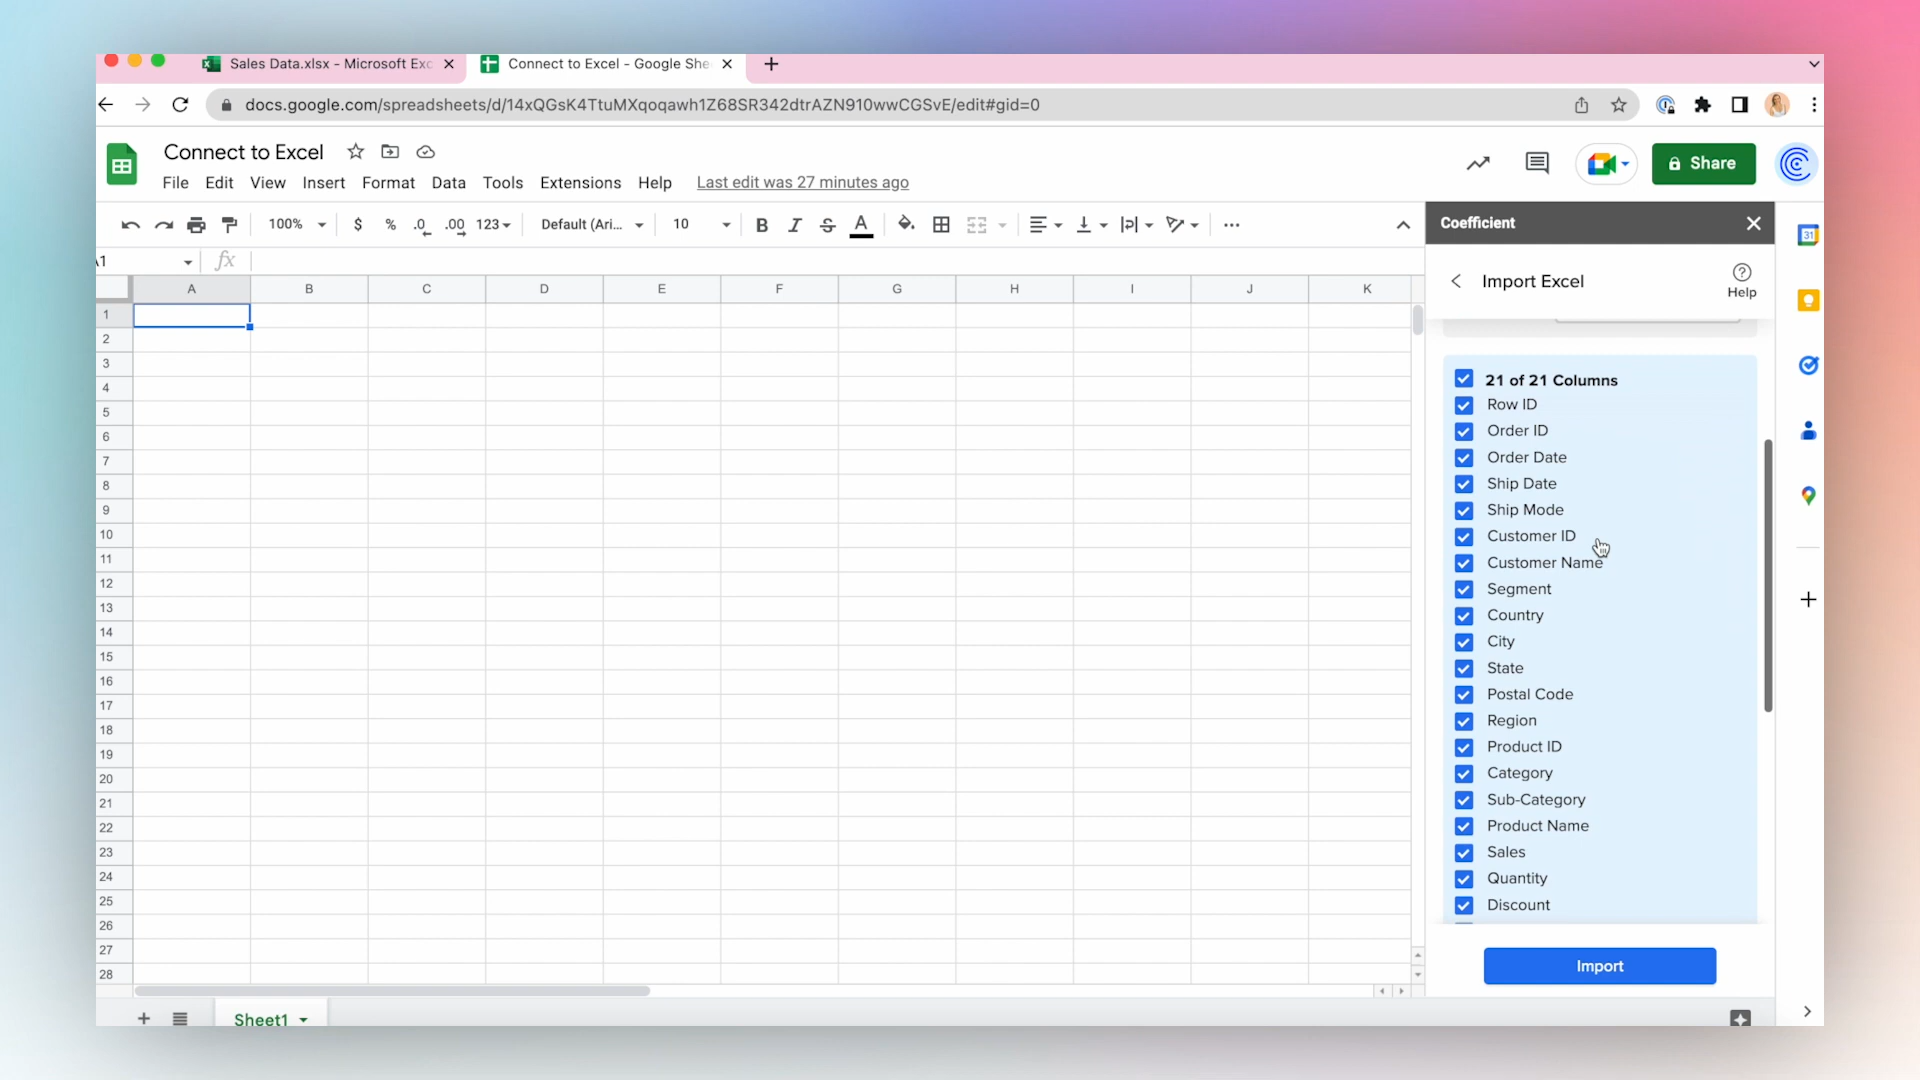 Sales Data.xlsx - Microsoft Exc
Connect to Excel - Google She
docs.google.com/spreadsheets/d/14xQGsK4TtuMXqoqawh1Z68SR342dtrAZN910wwCGSvE/edit#gid=0
Connect to Excel
File Edit View Insert Format Data Tools Extensions Help Last edit was 27 minutes ago
Share
100% $ % .0 .00 123 Default (Ari... 10 B I S A
Coefficient
A1 fx
Import Excel
Help
A B C D E F G H I J K
1
2
3
4
5
6
7
8
9
10
11
12
13
14
15
16
17
18
19
20
21
22
23
24
25
26
27
28
21 of 21 Columns
Row ID
Order ID
Order Date
Ship Date
Ship Mode
Customer ID
Customer Name
Segment
Country
City
State
Postal Code
Region
Product ID
Category
Sub-Category
Product Name
Sales
Quantity
Discount
Import
31
Sheet1